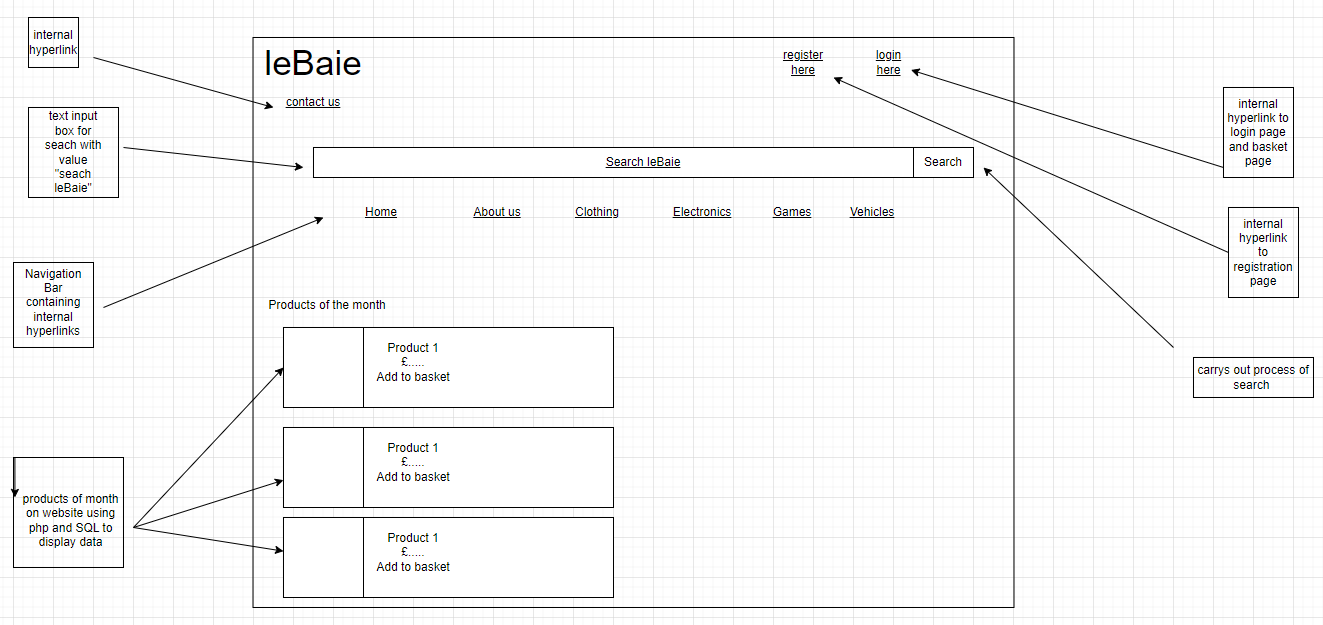 internal
hyperlink
leBaie
register
here
login
here
contact us
internal
hyperlink to
login page
and basket
page
text input
box for
seach with
value
"seach
leBaie"
Search leBaie
Search
Home
About us
Clothing
Electronics
Games
Vehicles
internal
hyperlink
to
registration
page
Navigation
Bar
containing
internal
hyperlinks
Products of the month
Product 1
£.....
Add to basket
carrys out process of
search
Product 1
£.....
Add to basket
products of month
on website using
php and SQL to
display data
Product 1
£.....
Add to basket